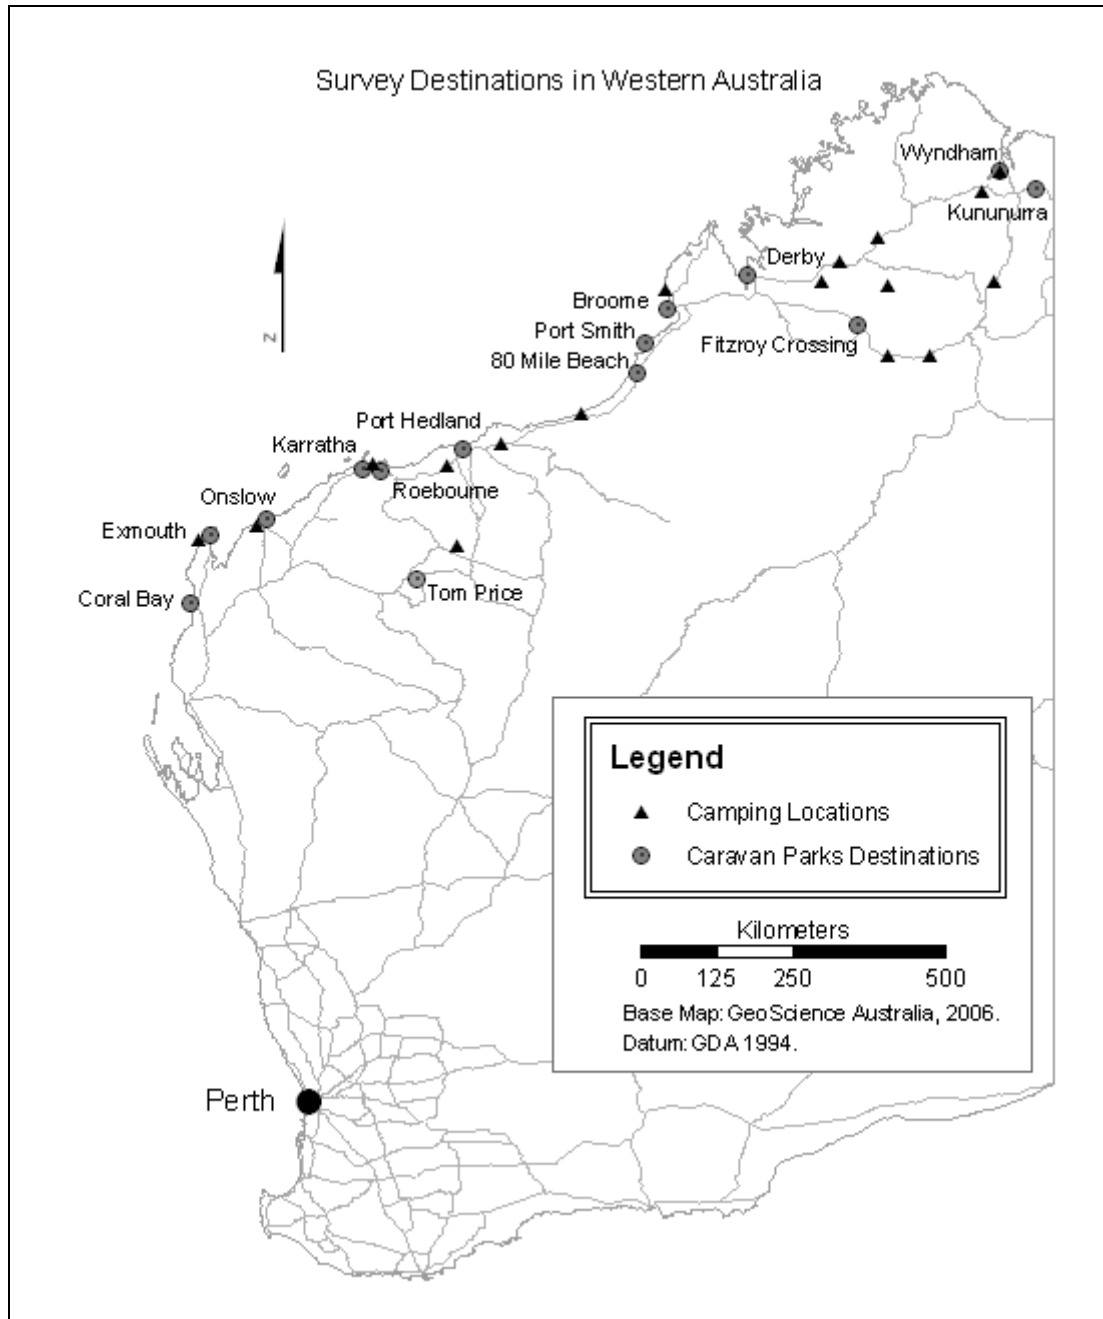 Survey Destinations in Western Australia
Wyndham
Kununurra
Derby
Broome
Port Smith
Fitzroy Crossing
80 Mile Beach
Port Hedland
Karratha
Roebourne
Onslow
Exmouth
Tom Price
Coral Bay
N
Legend
Camping Locations
Caravan Parks Destinations
Kilometers
0 125 250 500
Base Map: GeoScience Australia, 2006.
Datum: GDA 1994.
Perth